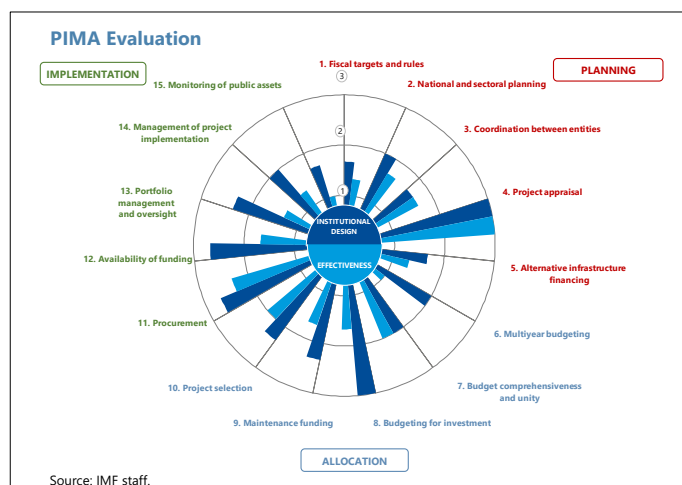 PIMA Evaluation
IMPLEMENTATION
PLANNING
1. Fiscal targets and rules
2. National and sectoral planning
3. Coordination between entities
4. Project appraisal
5. Alternative infrastructure
financing
6. Multiyear budgeting
7. Budget comprehensiveness
and unity
8. Budgeting for investment
9. Maintenance funding
10. Project selection
11. Procurement
12. Availability of funding
13. Portfolio
management
and oversight
14. Management of project
implementation
15. Monitoring of public assets
3
2
1
INSTITUTIONAL
DESIGN
EFFECTIVENESS
ALLOCATION
Source: IMF staff.